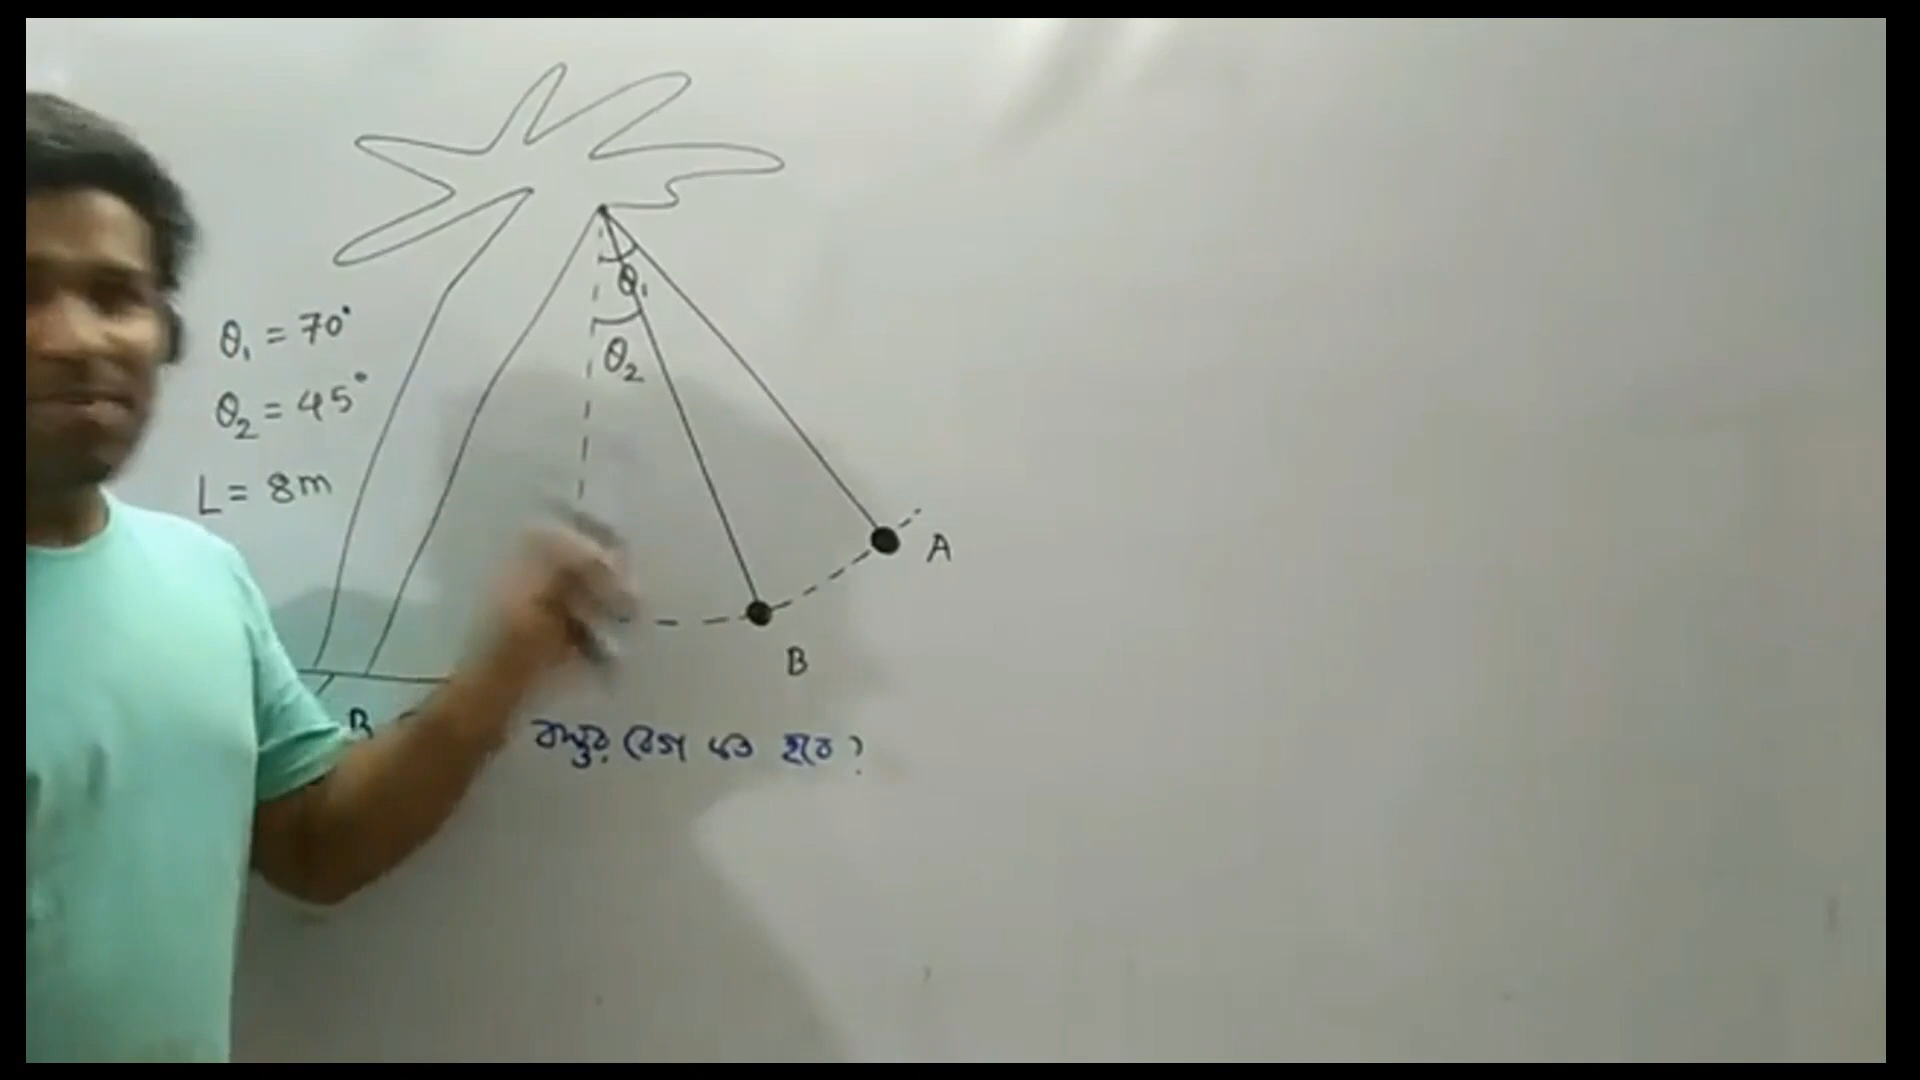 θ₁
θ₁ = 70°
θ₂
θ₂ = 45°
L = 8m
A
B
B বস্তুর বেগ কত হবে ?